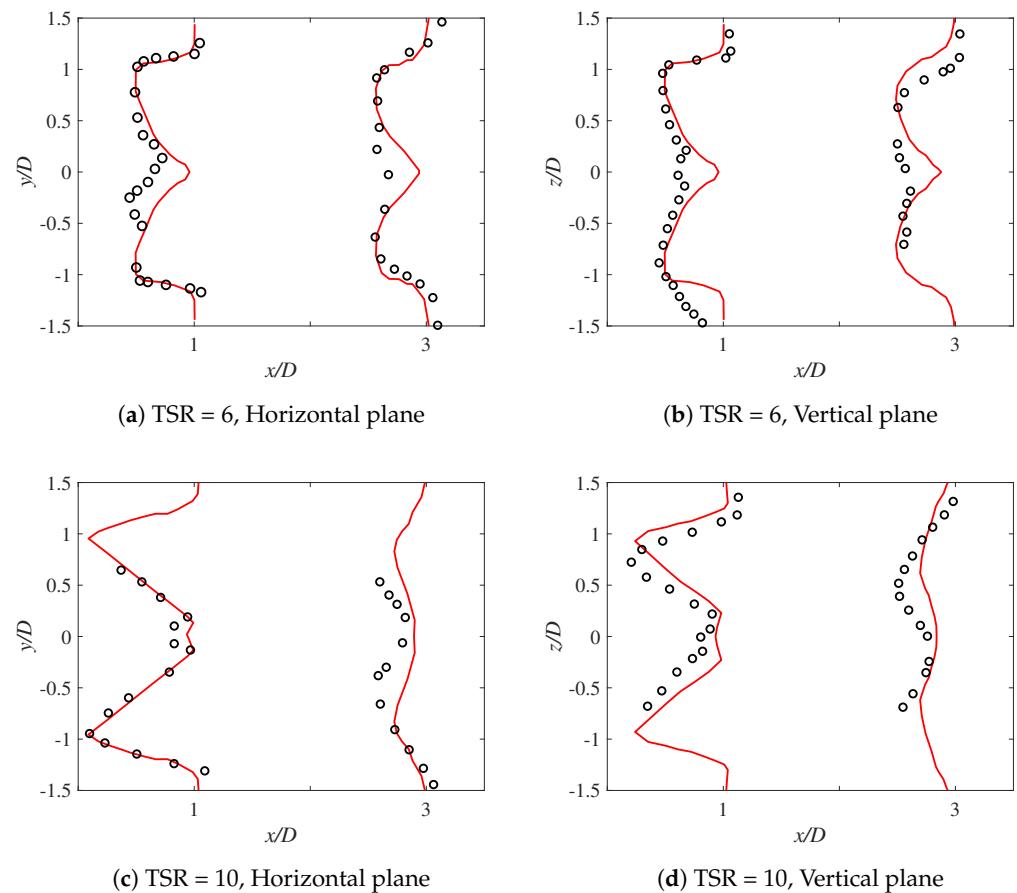 1.5
1
0.5
0
-0.5
-1
-1.5
y/D
1 3
x/D
(a) TSR = 6, Horizontal plane
1.5
1
0.5
0
-0.5
-1
-1.5
z/D
1 3
x/D
(b) TSR = 6, Vertical plane
1.5
1
0.5
0
-0.5
-1
-1.5
y/D
1 3
x/D
(c) TSR = 10, Horizontal plane
1.5
1
0.5
0
-0.5
-1
-1.5
z/D
1 3
x/D
(d) TSR = 10, Vertical plane